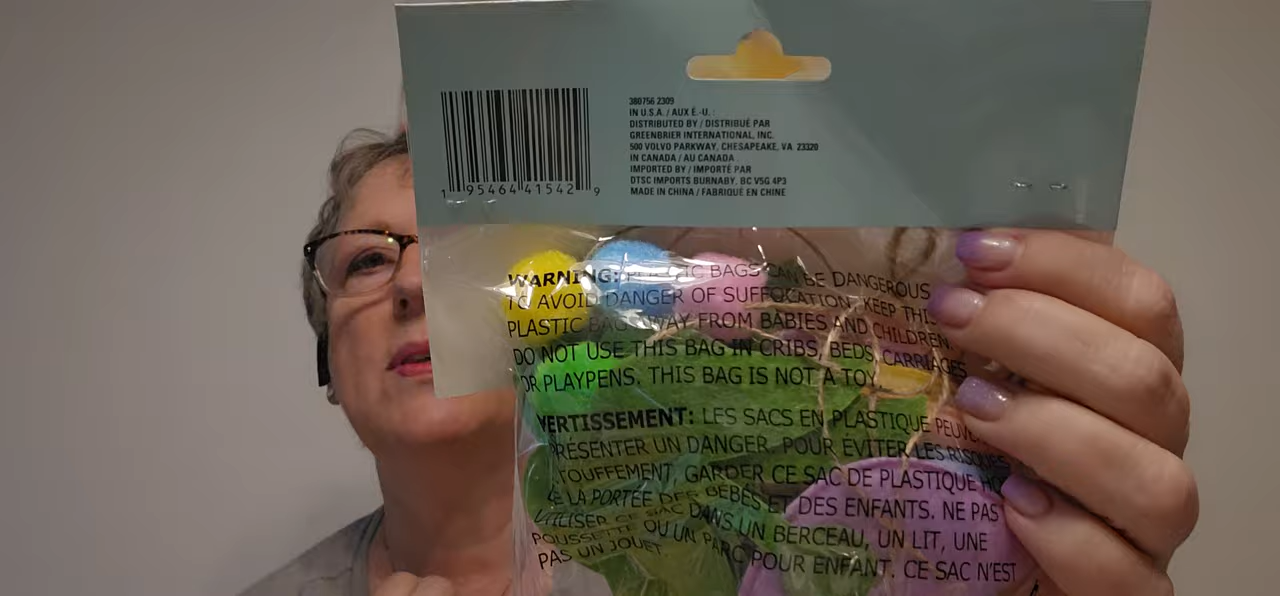 1 95464 41542 9
380756 2309
IN U.S.A. / AUX É.-U. :
DISTRIBUTED BY / DISTRIBUÉ PAR
GREENBRIER INTERNATIONAL, INC.
500 VOLVO PARKWAY, CHESAPEAKE, VA 23320
IN CANADA / AU CANADA
IMPORTED BY / IMPORTÉ PAR
DTSC IMPORTS BURNABY, BC V5G 4P3
MADE IN CHINA / FABRIQUÉ EN CHINE
WARNING: PLASTIC BAGS CAN BE DANGEROUS
TO AVOID DANGER OF SUFFOCATION, KEEP THIS
PLASTIC BAG AWAY FROM BABIES AND CHILDREN.
DO NOT USE THIS BAG IN CRIBS, BEDS, CARRIAGES
OR PLAYPENS. THIS BAG IS NOT A TOY.
VERTISSEMENT: LES SACS EN PLASTIQUE PEUVE
PRÉSENTER UN DANGER. POUR ÉVITER LES RISQUES
TOUFFEMENT, GARDER CE SAC DE PLASTIQUE HO
E LA PORTÉE DES BÉBÉS ET DES ENFANTS. NE PAS
UTILISER CE SAC DANS UN BERCEAU, UN LIT, UNE
POUSSETTE OU UN PARC POUR ENFANT. CE SAC N'EST
PAS UN JOUET.